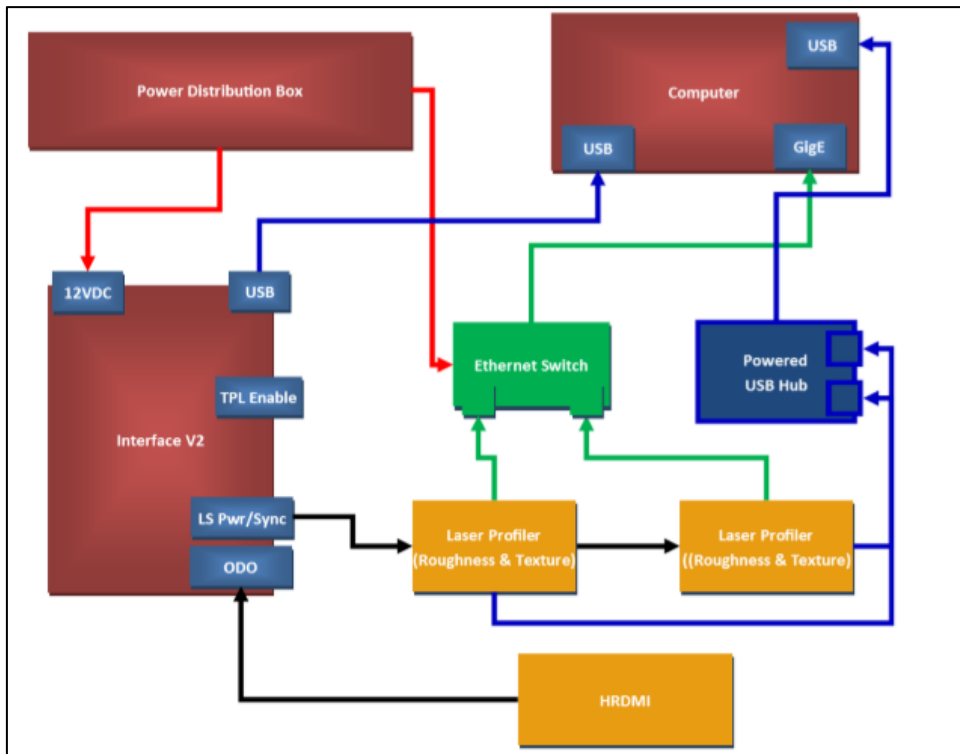 Power Distribution Box
USB
Computer
USB
GigE
12VDC
USB
Ethernet Switch
Powered
USB Hub
TPL Enable
Interface V2
LS Pwr/Sync
ODO
Laser Profiler
(Roughness & Texture)
Laser Profiler
((Roughness & Texture)
HRDMI